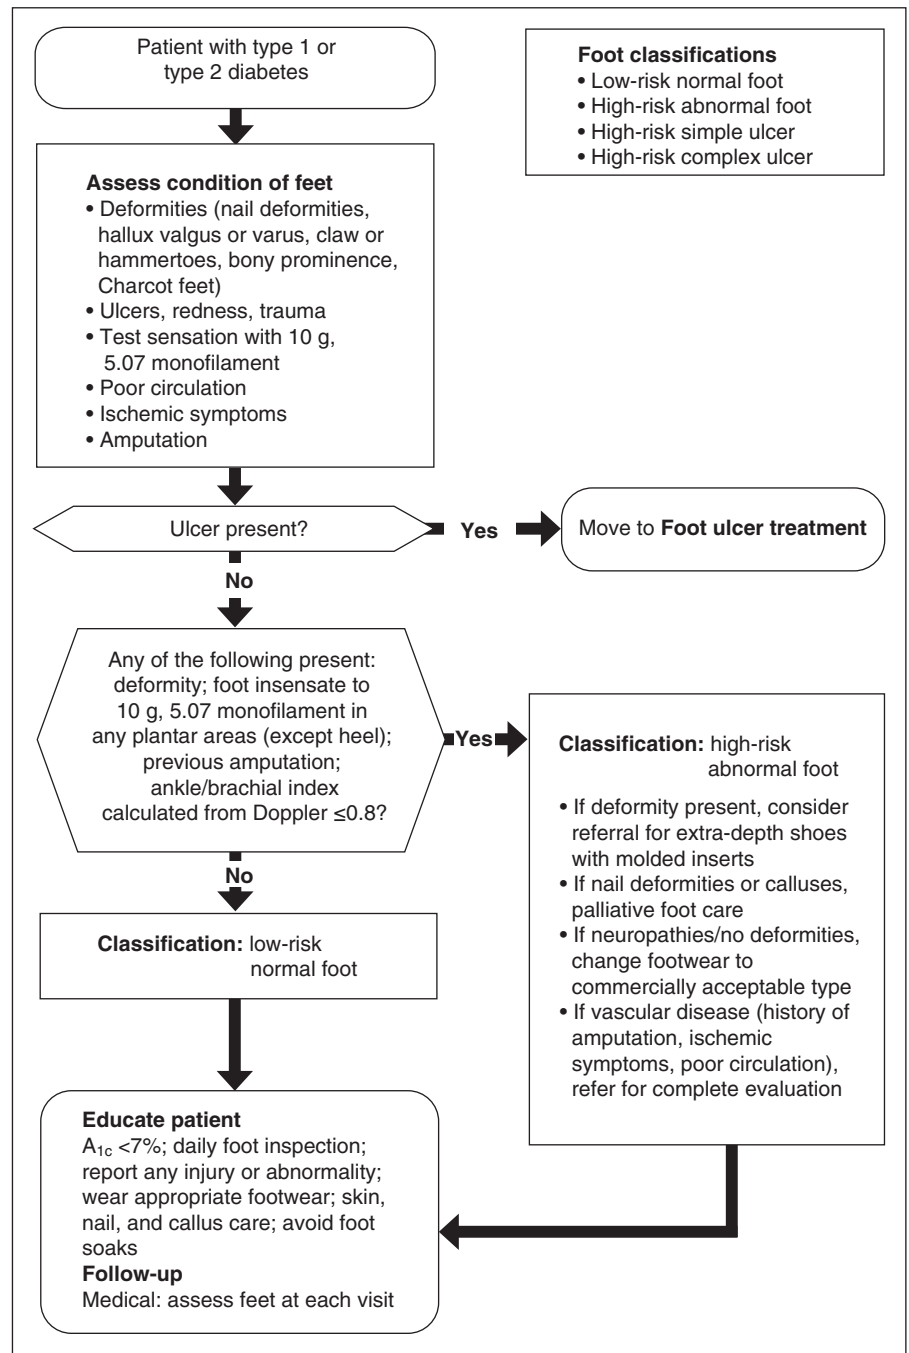 Patient with type 1 or
type 2 diabetes
Foot classifications
• Low-risk normal foot
• High-risk abnormal foot
• High-risk simple ulcer
• High-risk complex ulcer
Assess condition of feet
• Deformities (nail deformities,
hallux valgus or varus, claw or
hammertoes, bony prominence,
Charcot feet)
• Ulcers, redness, trauma
• Test sensation with 10 g,
5.07 monofilament
• Poor circulation
• Ischemic symptoms
• Amputation
Ulcer present?
Yes
Move to Foot ulcer treatment
No
Any of the following present:
deformity; foot insensate to
10 g, 5.07 monofilament in
any plantar areas (except heel);
previous amputation;
ankle/brachial index
calculated from Doppler ≤0.8?
Yes
Classification: high-risk
abnormal foot
• If deformity present, consider
referral for extra-depth shoes
with molded inserts
• If nail deformities or calluses,
palliative foot care
• If neuropathies/no deformities,
change footwear to
commercially acceptable type
• If vascular disease (history of
amputation, ischemic
symptoms, poor circulation),
refer for complete evaluation
No
Classification: low-risk
normal foot
Educate patient
A1c <7%; daily foot inspection;
report any injury or abnormality;
wear appropriate footwear; skin,
nail, and callus care; avoid foot
soaks
Follow-up
Medical: assess feet at each visit